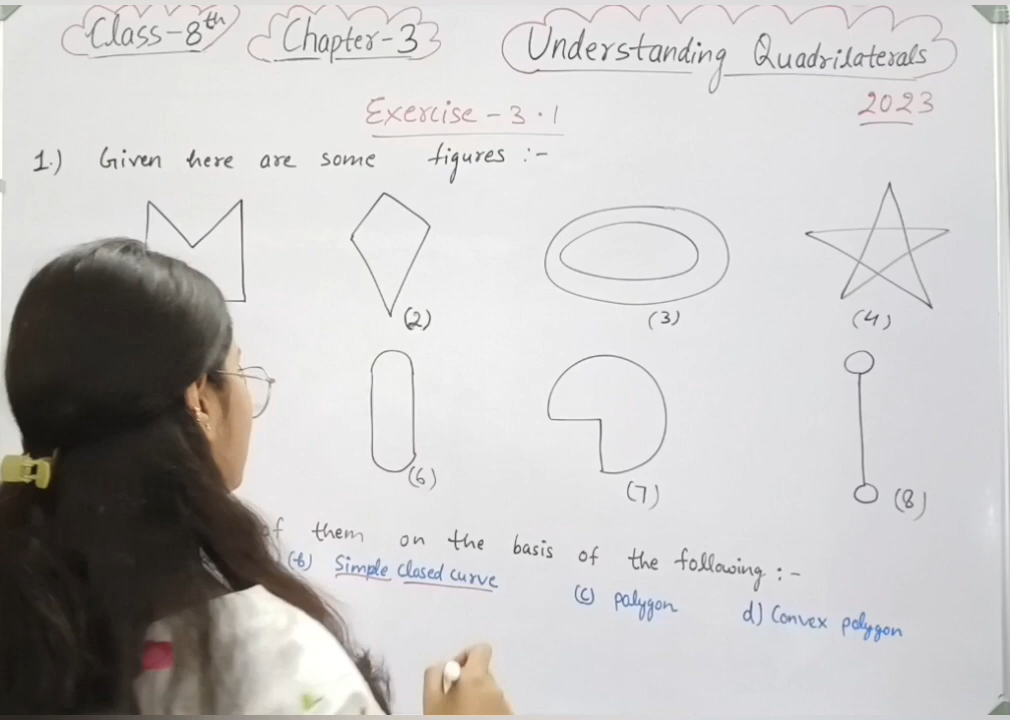 Class-8th Chapter-3 Understanding Quadrilaterals
2023
Exercise - 3.1
1.) Given here are some figures :-
(2) (3) (4)
(6) (7) (8)
of them on the basis of the following :-
(b) Simple closed curve (c) polygon d) Convex polygon